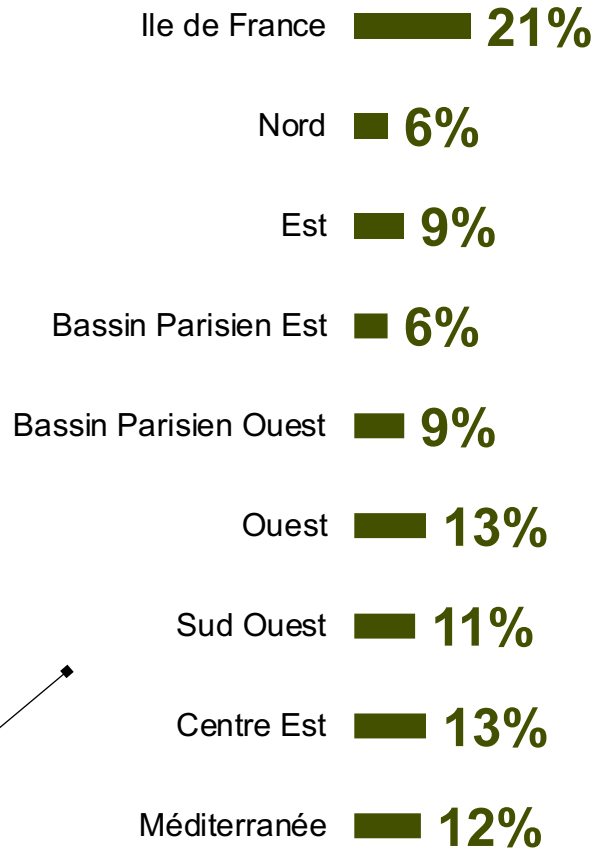 Ile de France 21%
Nord 6%
Est 9%
Bassin Parisien Est 6%
Bassin Parisien Ouest 9%
Ouest 13%
Sud Ouest 11%
Centre Est 13%
Méditerranée 12%